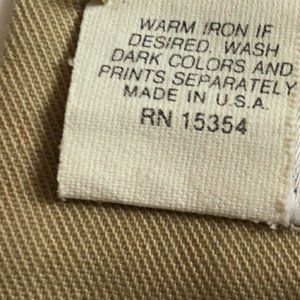 WARM IRON IF
DESIRED. WASH
DARK COLORS AND
PRINTS SEPARATELY
MADE IN U.S.A.
RN 15354